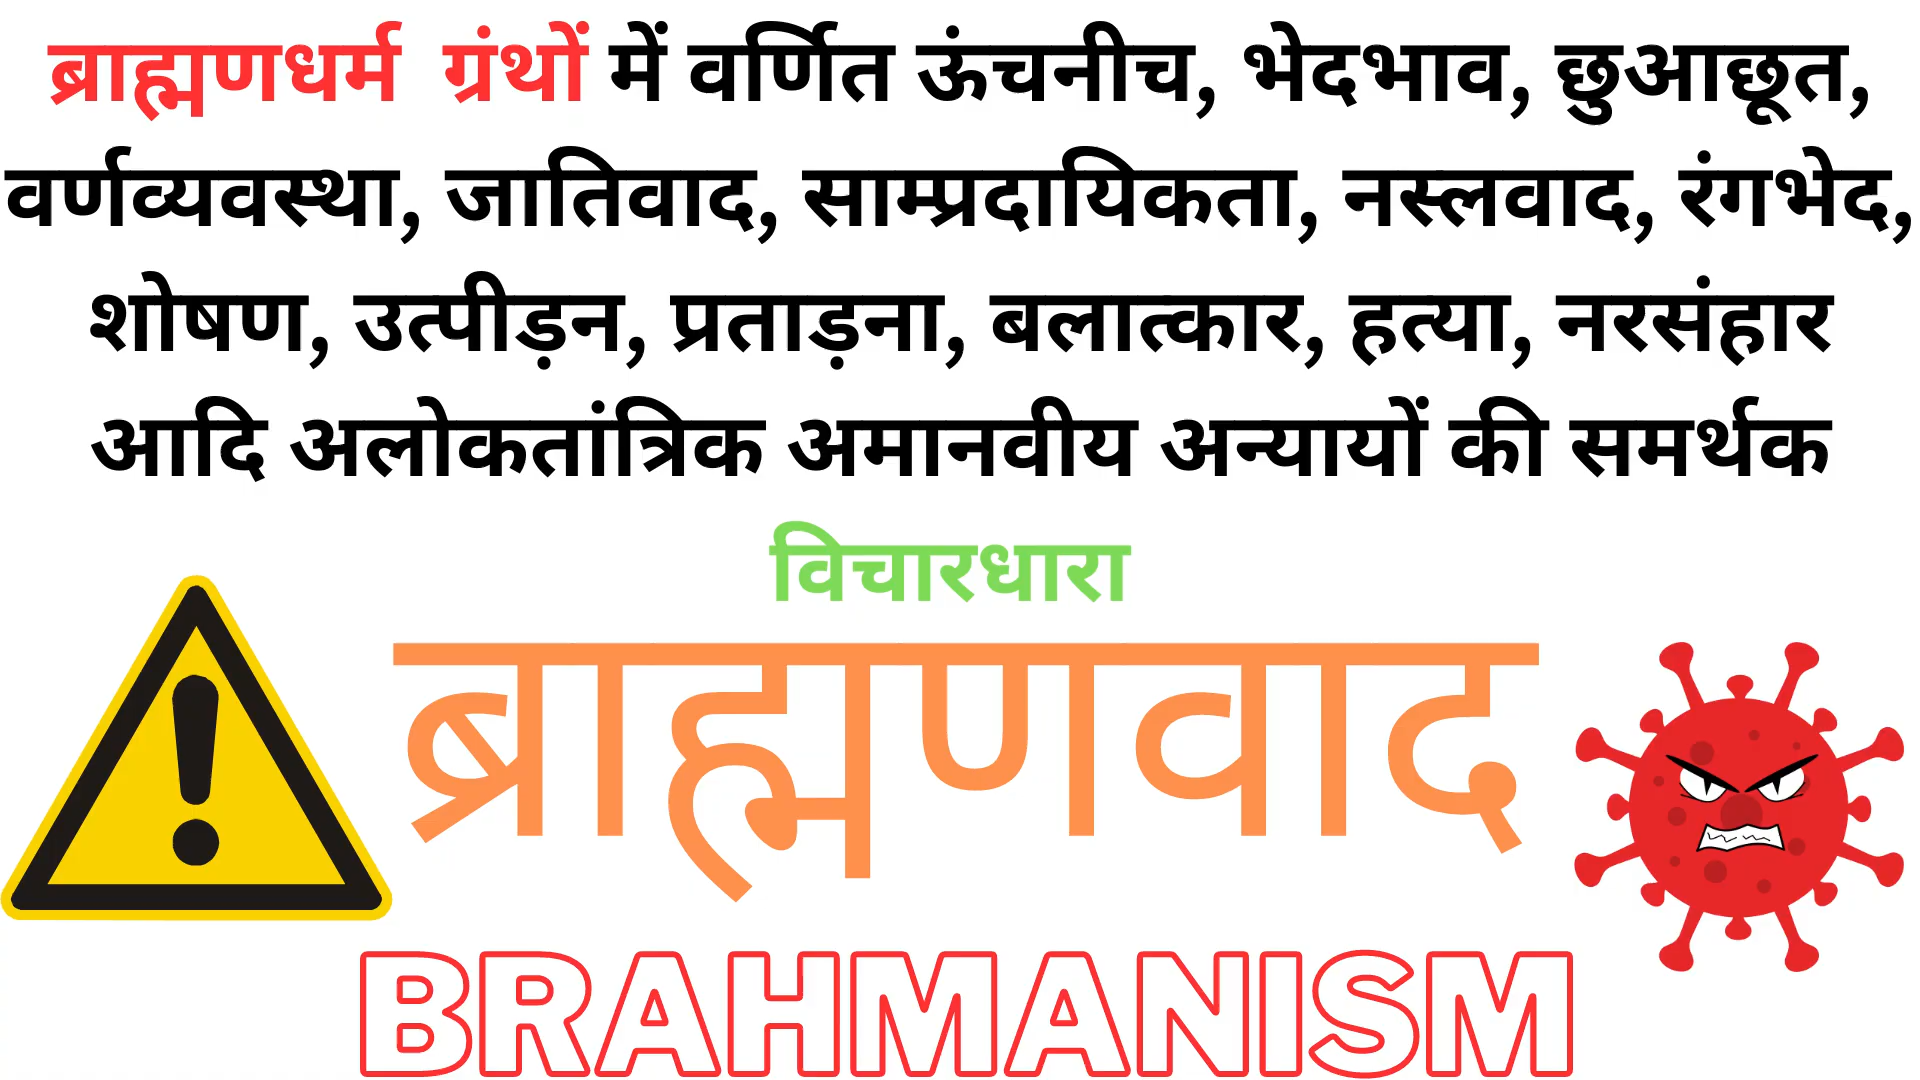 ब्राह्मणधर्म ग्रंथों में वर्णित ऊंचनीच, भेदभाव, छुआछूत,
वर्णव्यवस्था, जातिवाद, साम्प्रदायिकता, नस्लवाद, रंगभेद,
शोषण, उत्पीड़न, प्रताड़ना, बलात्कार, हत्या, नरसंहार
आदि अलोकतांत्रिक अमानवीय अन्यायों की समर्थक
विचारधारा
ब्राह्मणवाद
BRAHMANISM